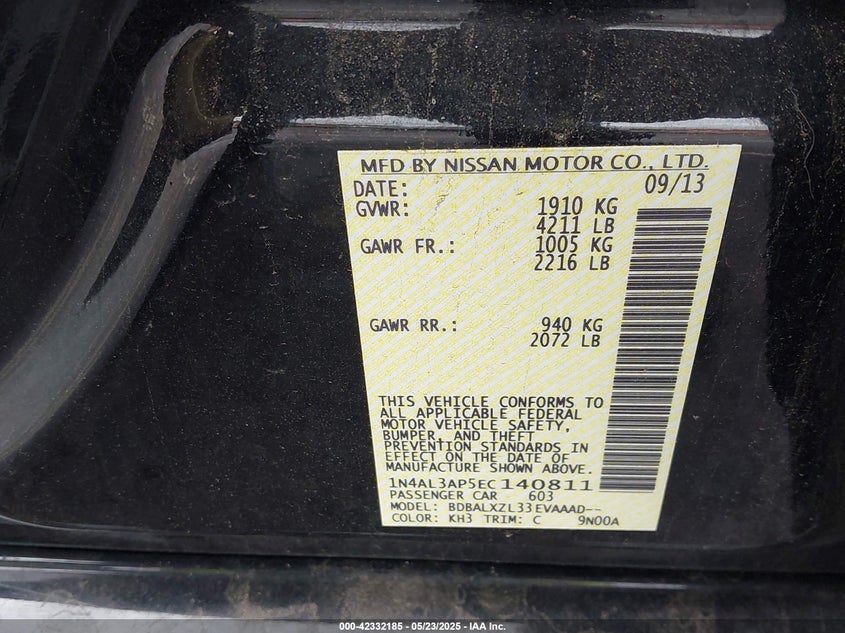 MFD BY NISSAN MOTOR CO., LTD.
DATE: 09/13
GVWR: 1910 KG
4211 LB
GAWR FR.: 1005 KG
2216 LB
GAWR RR.: 940 KG
2072 LB
THIS VEHICLE CONFORMS TO
ALL APPLICABLE FEDERAL
MOTOR VEHICLE SAFETY,
BUMPER, AND THEFT
PREVENTION STANDARDS IN
EFFECT ON THE DATE OF
MANUFACTURE SHOWN ABOVE.
1N4AL3AP5EC140811
PASSENGER CAR 603
MODEL: BDBALXZL33EVAAAD--
COLOR: KH3 TRIM: C 9N00A
000-42332185 - 05/23/2025 - IAA Inc.